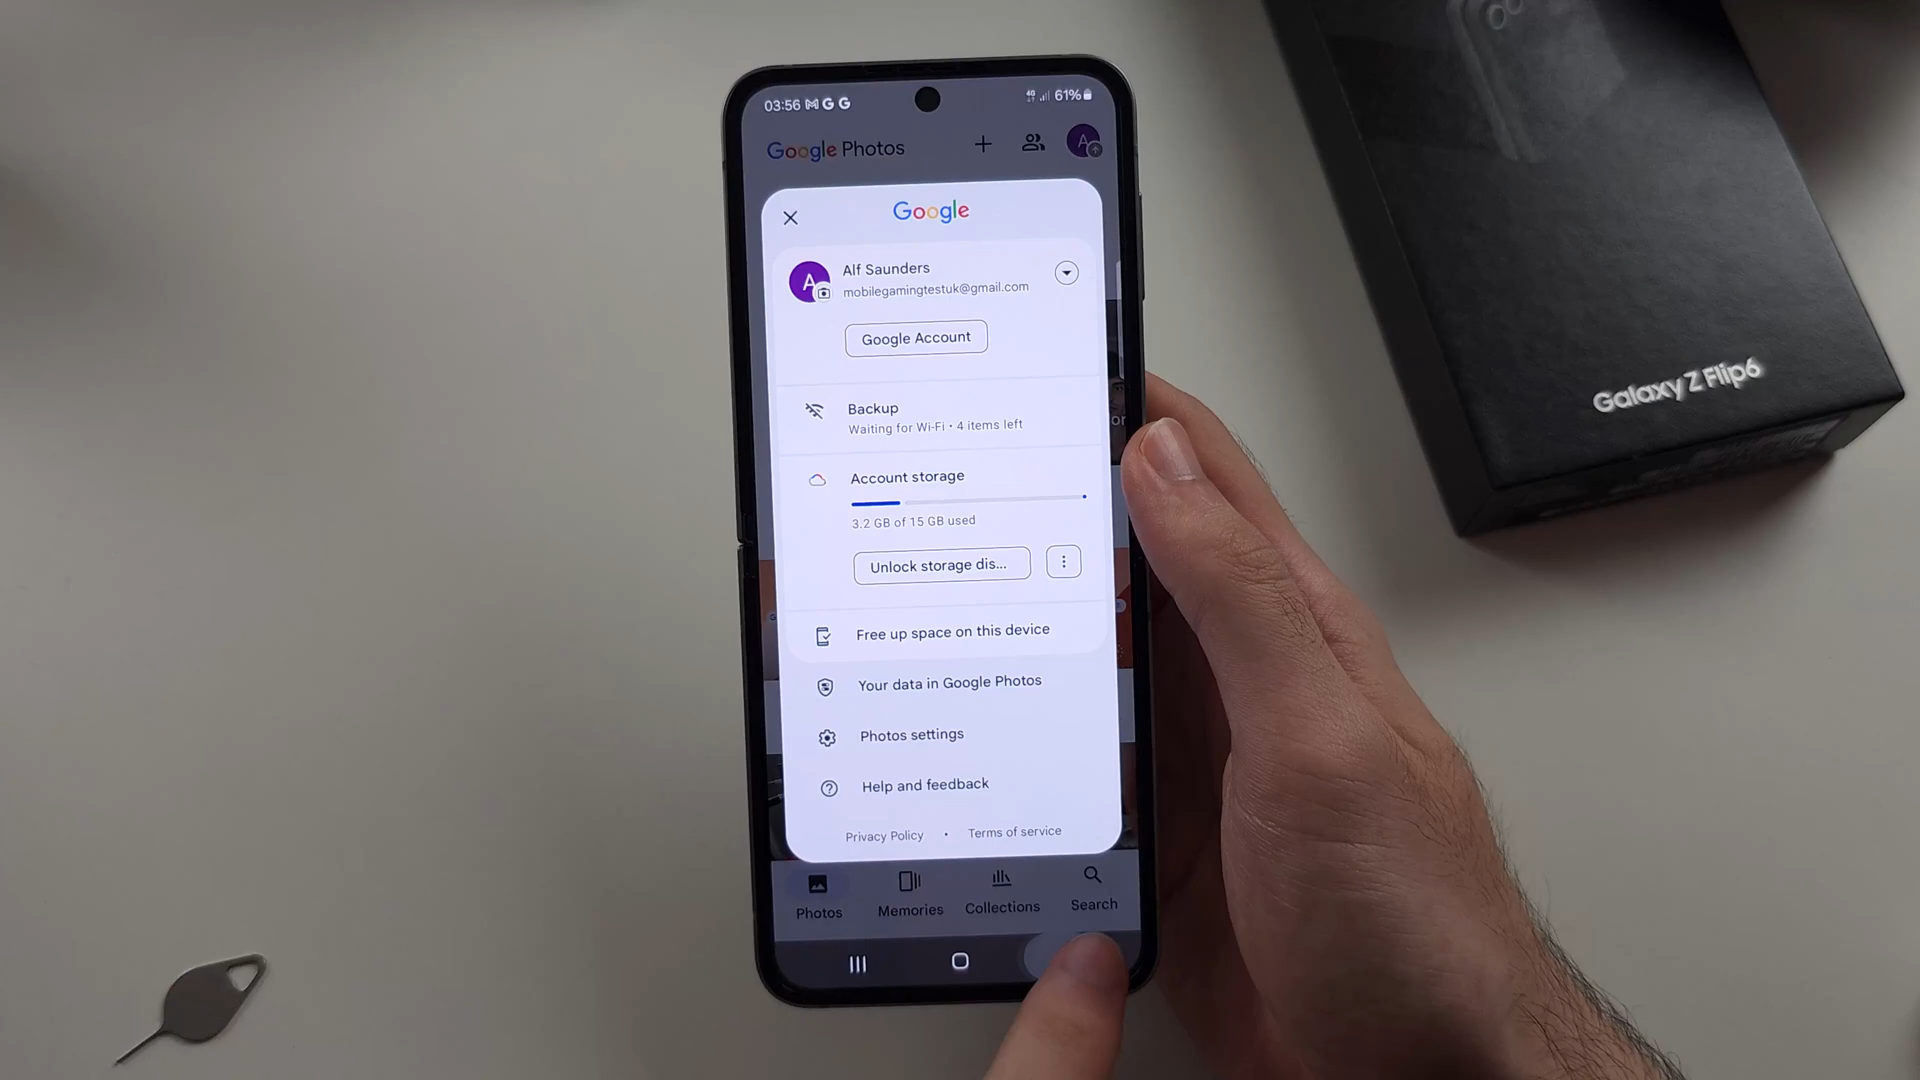 03:56
4G 61%
Google Photos
A
Google
A
Alf Saunders
mobilegamingtestuk@gmail.com
Google Account
Backup
Waiting for Wi-Fi • 4 items left
Account storage
3.2 GB of 15 GB used
Unlock storage dis...
Free up space on this device
Your data in Google Photos
Photos settings
Help and feedback
Privacy Policy • Terms of service
Photos
Memories
Collections
Search
Galaxy Z Flip6